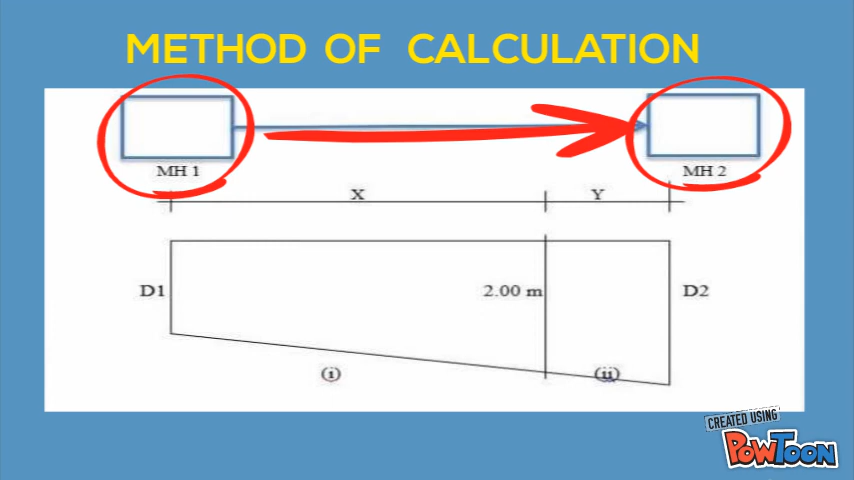 METHOD OF CALCULATION
MH 1
MH 2
X
Y
D1
2.00 m
D2
(i)
(ii)
CREATED USING
POWTOON